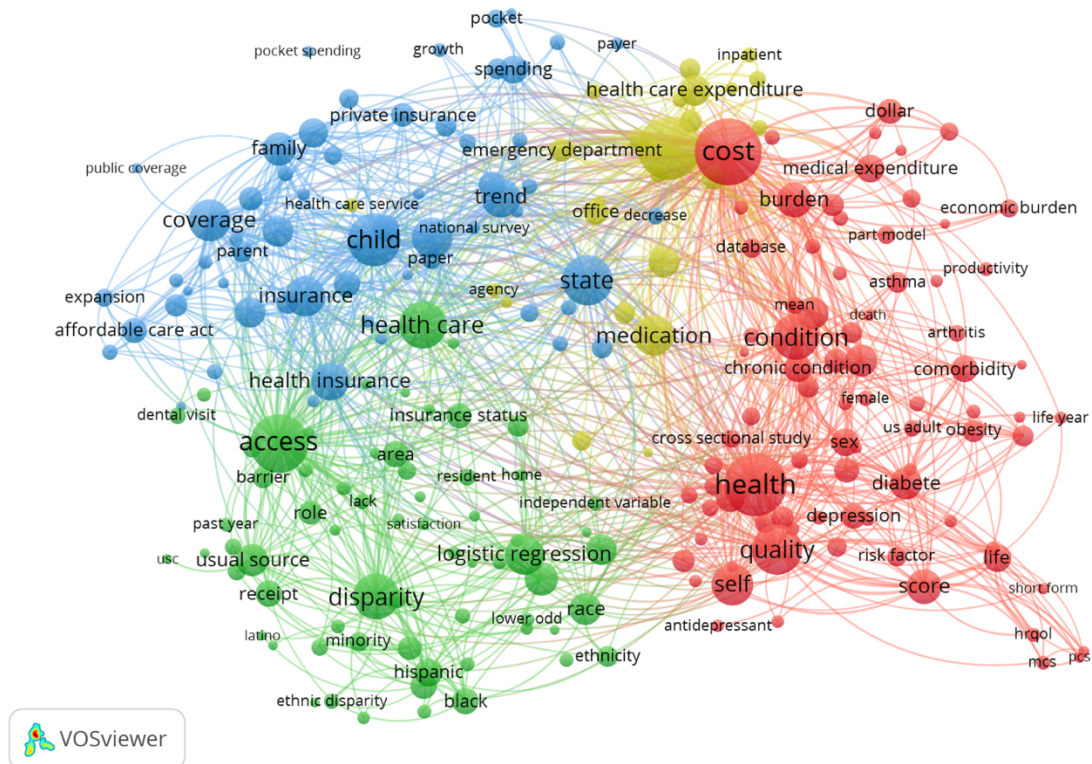 pocket
pocket spending
growth
payer
inpatient
spending
health care expenditure
private insurance
dollar
family
emergency department
cost
public coverage
medical expenditure
coverage
health care service
trend
office
decrease
burden
economic burden
child
national survey
parent
paper
database
part model
expansion
insurance
agency
state
mean
asthma
productivity
affordable care act
health care
medication
condition
death
arthritis
health insurance
chronic condition
comorbidity
dental visit
insurance status
female
life year
access
cross sectional study
sex
us adult
obesity
barrier
area
resident
home
health
diabete
lack
independent variable
past year
role
satisfaction
depression
usc
usual source
logistic regression
quality
risk factor
life
receipt
disparity
self
score
short form
race
lower odd
antidepressant
latino
minority
hispanic
ethnicity
hrqol
mcs
pcs
ethnic disparity
black
VOSviewer